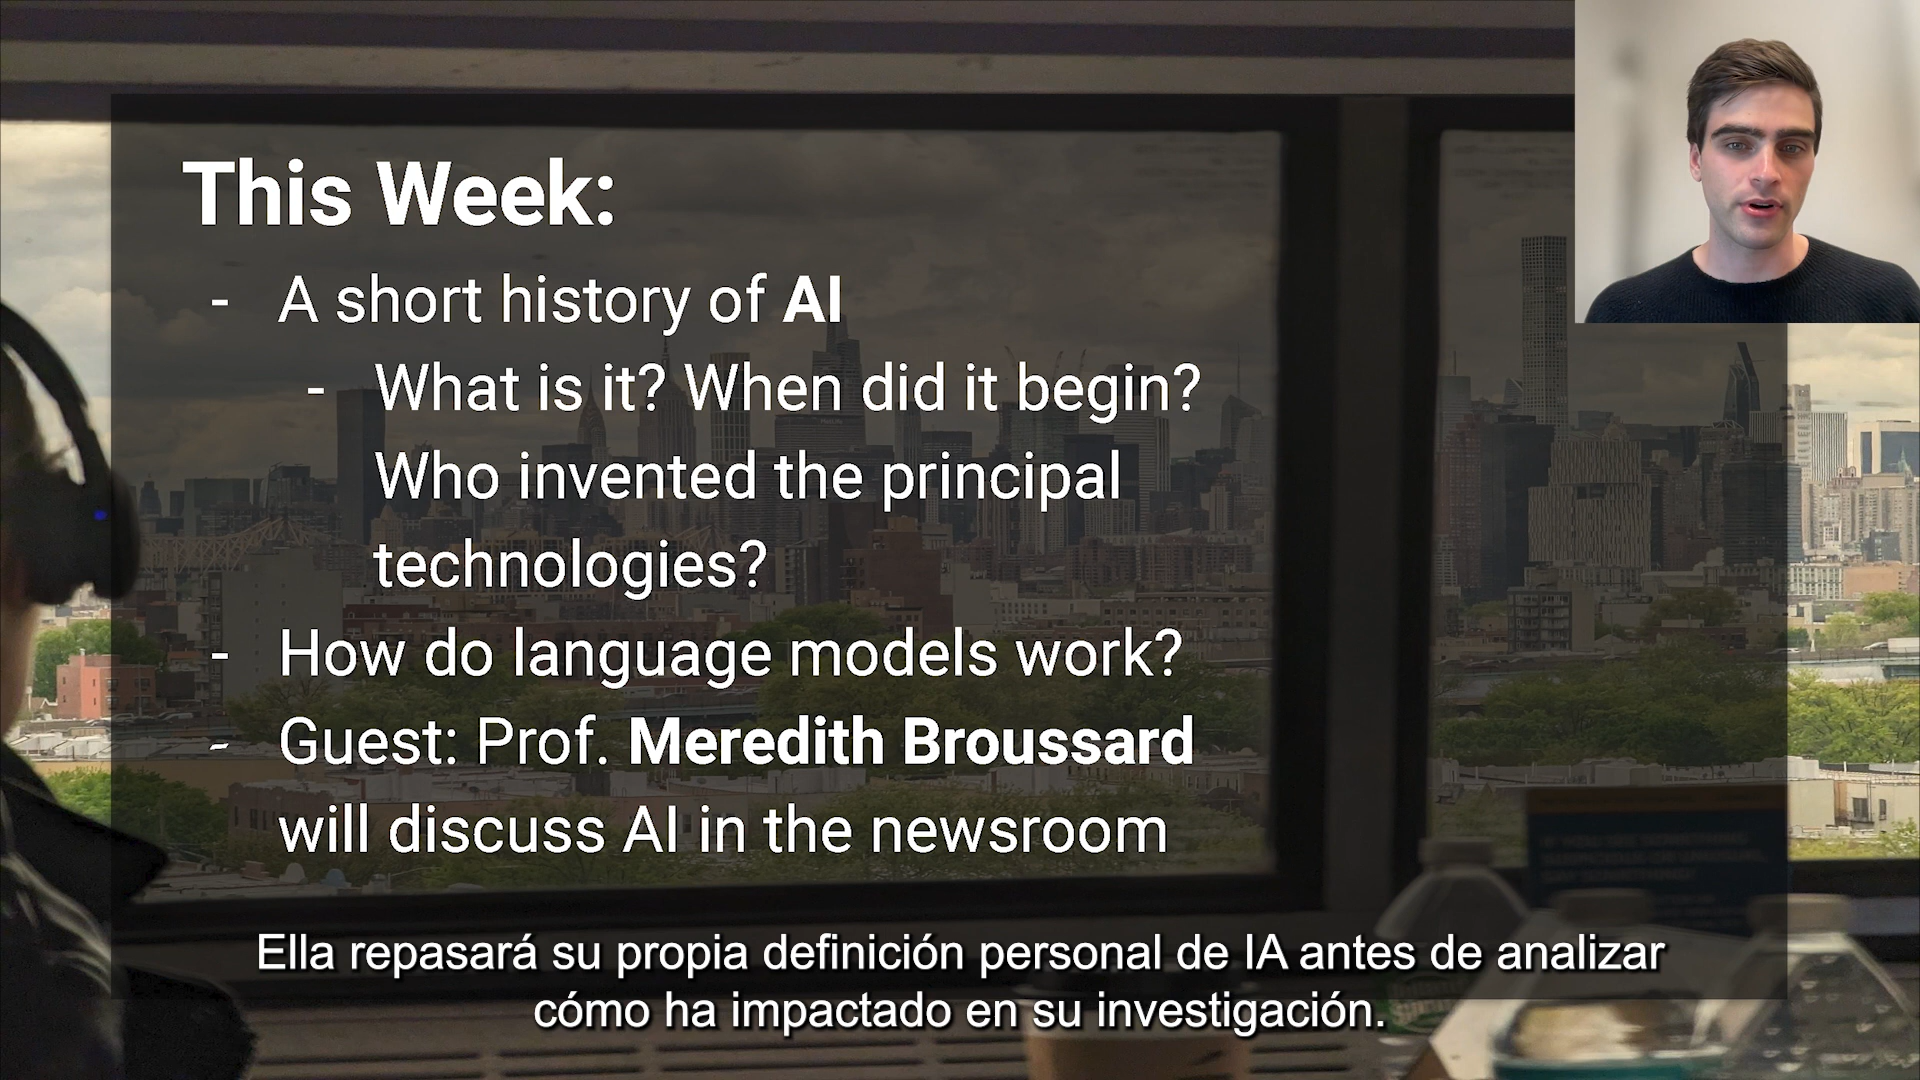 This Week:
- A short history of AI
- What is it? When did it begin?
Who invented the principal
technologies?
- How do language models work?
- Guest: Prof. Meredith Broussard
will discuss AI in the newsroom
Ella repasará su propia definición personal de IA antes de analizar
cómo ha impactado en su investigación.